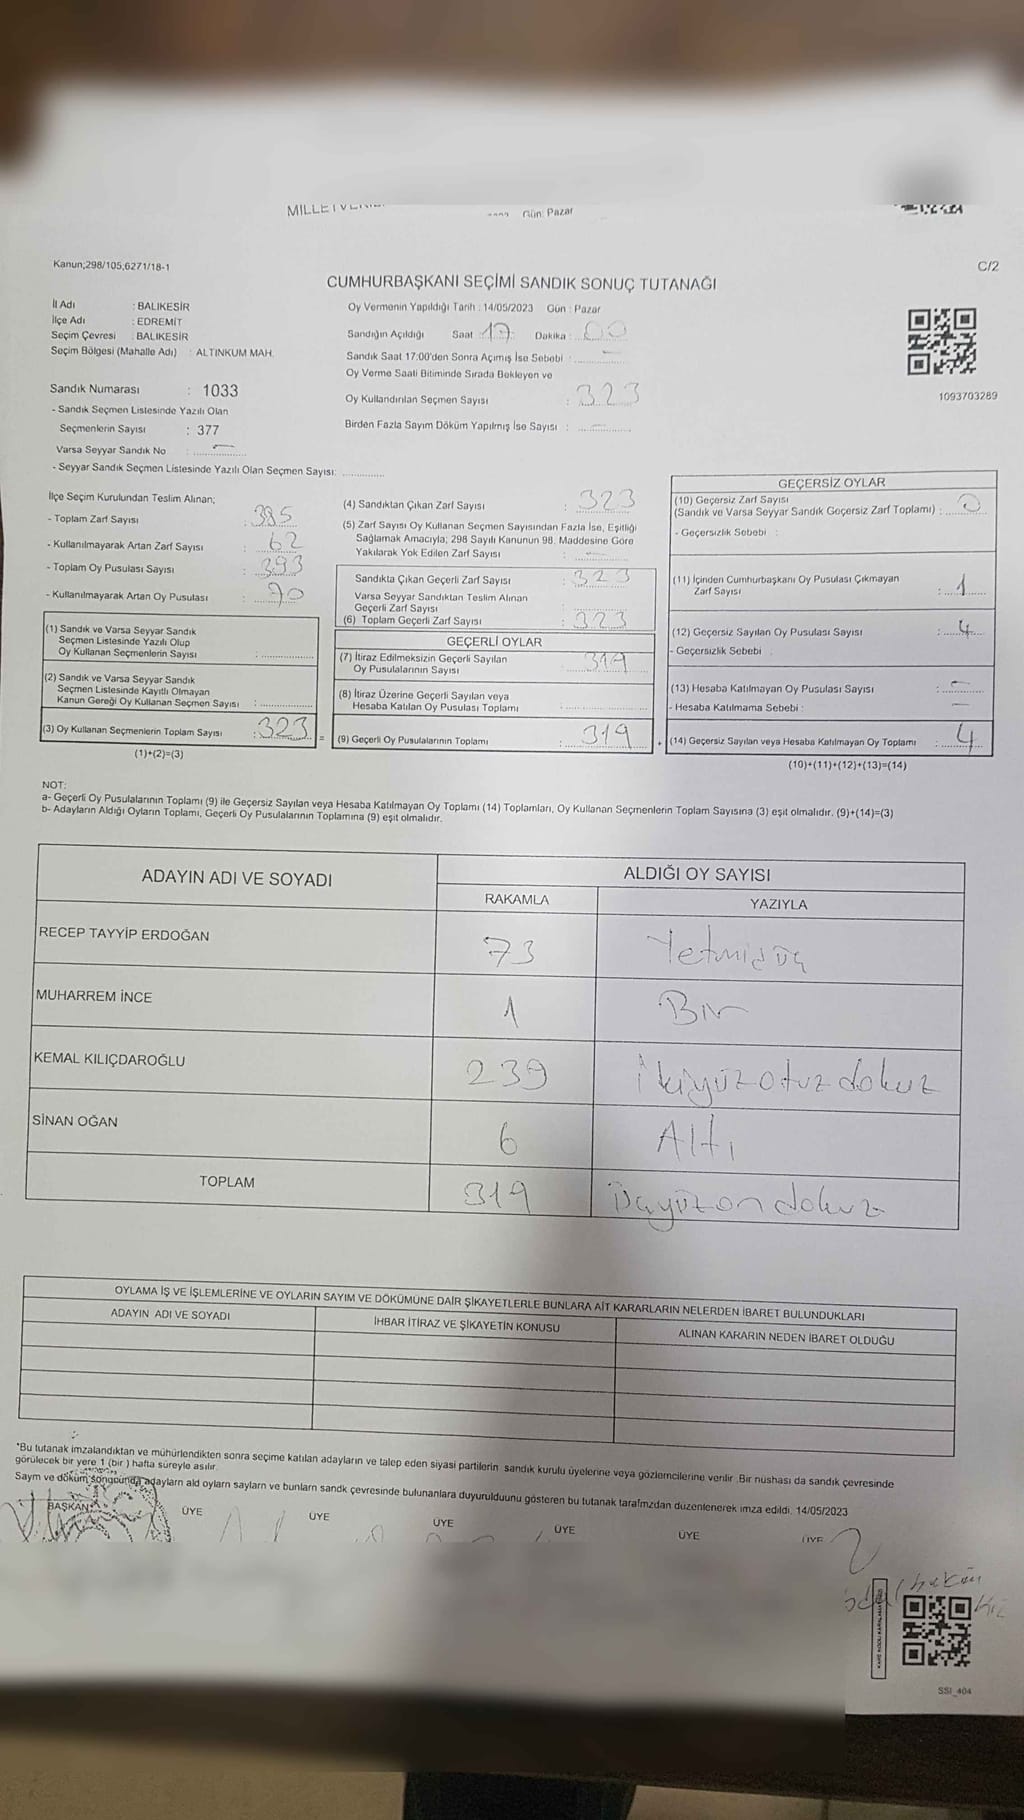 Gün: Pazar
Kanun;298/105,6271/18-1
C/2
CUMHURBAŞKANI SEÇİMİ SANDIK SONUÇ TUTANAĞI
İl Adı : BALIKESİR
İlçe Adı : EDREMİT
Seçim Çevresi : BALIKESİR
Seçim Bölgesi (Mahalle Adı) : ALTINKUM MAH.
Oy Vermenin Yapıldığı Tarih : 14/05/2023 Gün : Pazar
Sandığın Açıldığı Saat : 17 Dakika : 00
Sandık Saat 17:00'den Sonra Açımış İse Sebebi : —
Oy Verme Saati Bitiminde Sırada Bekleyen ve
Oy Kullandırılan Seçmen Sayısı : 323
Birden Fazla Sayım Döküm Yapılmış İse Sayısı : —
1093703289
Sandık Numarası : 1033
- Sandık Seçmen Listesinde Yazılı Olan
Seçmenlerin Sayısı : 377
Varsa Seyyar Sandık No : —
- Seyyar Sandık Seçmen Listesinde Yazılı Olan Seçmen Sayısı:
İlçe Seçim Kurulundan Teslim Alınan;
- Toplam Zarf Sayısı : 385
- Kullanılmayarak Artan Zarf Sayısı : 62
- Toplam Oy Pusulası Sayısı : 393
- Kullanılmayarak Artan Oy Pusulası : 70
(1) Sandık ve Varsa Seyyar Sandık
Seçmen Listesinde Yazılı Olup
Oy Kullanan Seçmenlerin Sayısı :
(2) Sandık ve Varsa Seyyar Sandık
Seçmen Listesinde Kayıtlı Olmayan
Kanun Gereği Oy Kullanan Seçmen Sayısı :
(3) Oy Kullanan Seçmenlerin Toplam Sayısı : 323
(1)+(2)=(3)
(4) Sandıktan Çıkan Zarf Sayısı : 323
(5) Zarf Sayısı Oy Kullanan Seçmen Sayısından Fazla İse, Eşitliği
Sağlamak Amacıyla; 298 Sayılı Kanunun 98. Maddesine Göre
Yakılarak Yok Edilen Zarf Sayısı : —
Sandıkta Çıkan Geçerli Zarf Sayısı : 323
Varsa Seyyar Sandıktan Teslim Alınan
Geçerli Zarf Sayısı :
(6) Toplam Geçerli Zarf Sayısı : 323
GEÇERLİ OYLAR
(7) İtiraz Edilmeksizin Geçerli Sayılan
Oy Pusulalarının Sayısı : 319
(8) İtiraz Üzerine Geçerli Sayılan veya
Hesaba Katılan Oy Pusulası Toplamı :
= (9) Geçerli Oy Pusulalarının Toplamı : 319
GEÇERSİZ OYLAR
(10) Geçersiz Zarf Sayısı
(Sandık ve Varsa Seyyar Sandık Geçersiz Zarf Toplamı) : 0
- Geçersizlik Sebebi :
(11) İçinden Cumhurbaşkanı Oy Pusulası Çıkmayan
Zarf Sayısı : 1
(12) Geçersiz Sayılan Oy Pusulası Sayısı : 4
- Geçersizlik Sebebi :
(13) Hesaba Katılmayan Oy Pusulası Sayısı : —
- Hesaba Katılmama Sebebi : —
+ (14) Geçersiz Sayılan veya Hesaba Katılmayan Oy Toplamı : 4
(10)+(11)+(12)+(13)=(14)
NOT:
a- Geçerli Oy Pusulalarının Toplamı (9) ile Geçersiz Sayılan veya Hesaba Katılmayan Oy Toplamı (14) Toplamları, Oy Kullanan Seçmenlerin Toplam Sayısına (3) eşit olmalıdır. (9)+(14)=(3)
b- Adayların Aldığı Oyların Toplamı, Geçerli Oy Pusulalarının Toplamına (9) eşit olmalıdır.
ADAYIN ADI VE SOYADI ALDIĞI OY SAYISI
RAKAMLA YAZIYLA
RECEP TAYYİP ERDOĞAN 73 Yetmişüç
MUHARREM İNCE 1 Bir
KEMAL KILIÇDAROĞLU 239 ikiyüzotuzdokuz
SİNAN OĞAN 6 Altı
TOPLAM 319 Üçyüzondokuz
OYLAMA İŞ VE İŞLEMLERİNE VE OYLARIN SAYIM VE DÖKÜMÜNE DAİR ŞİKAYETLERLE BUNLARA AİT KARARLARIN NELERDEN İBARET BULUNDUKLARI
ADAYIN ADI VE SOYADI İHBAR İTİRAZ VE ŞİKAYETİN KONUSU ALINAN KARARIN NEDEN İBARET OLDUĞU
*Bu tutanak imzalandıktan ve mühürlendikten sonra seçime katılan adayların ve talep eden siyasi partilerin sandık kurulu üyelerine veya gözlemcilerine verilir. Bir nüshası da sandık çevresinde
görülecek bir yere 1 (bir) hafta süreyle asılır.
Saym ve döküm songcunda adaylarn ald oylarn saylarn ve bunlarn sandk çevresinde bulunanlara duyurulduunu gösteren bu tutanak tarafmzdan düzenlenerek imza edildi. 14/05/2023
BAŞKAN ÜYE ÜYE ÜYE ÜYE ÜYE ÜYE
SSI_404